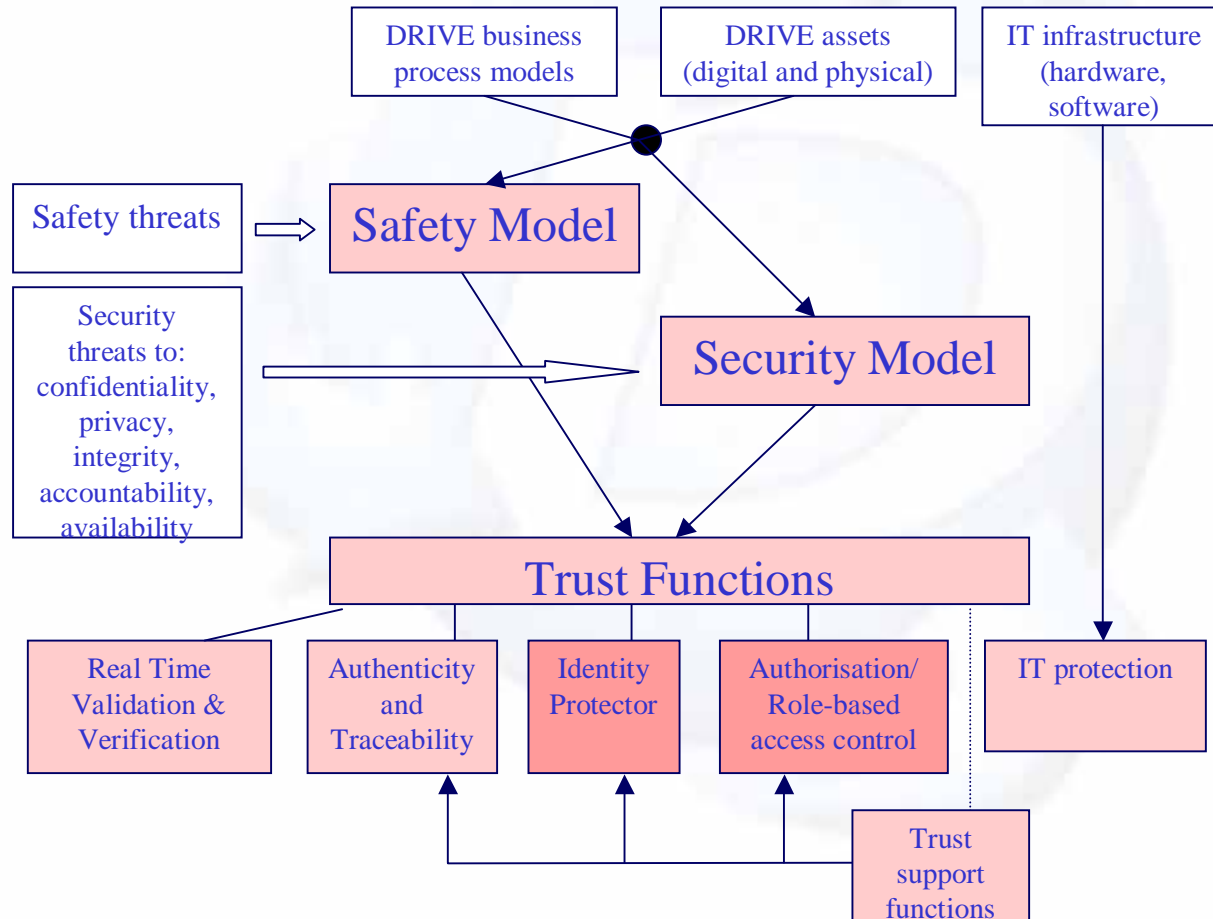 DRIVE business
process models
DRIVE assets
(digital and physical)
IT infrastructure
(hardware,
software)
Safety threats
Safety Model
Security
threats to:
confidentiality,
privacy,
integrity,
accountability,
availability
Security Model
Trust Functions
Real Time
Validation &
Verification
Authenticity
and
Traceability
Identity
Protector
Authorisation/
Role-based
access control
IT protection
Trust
support
functions